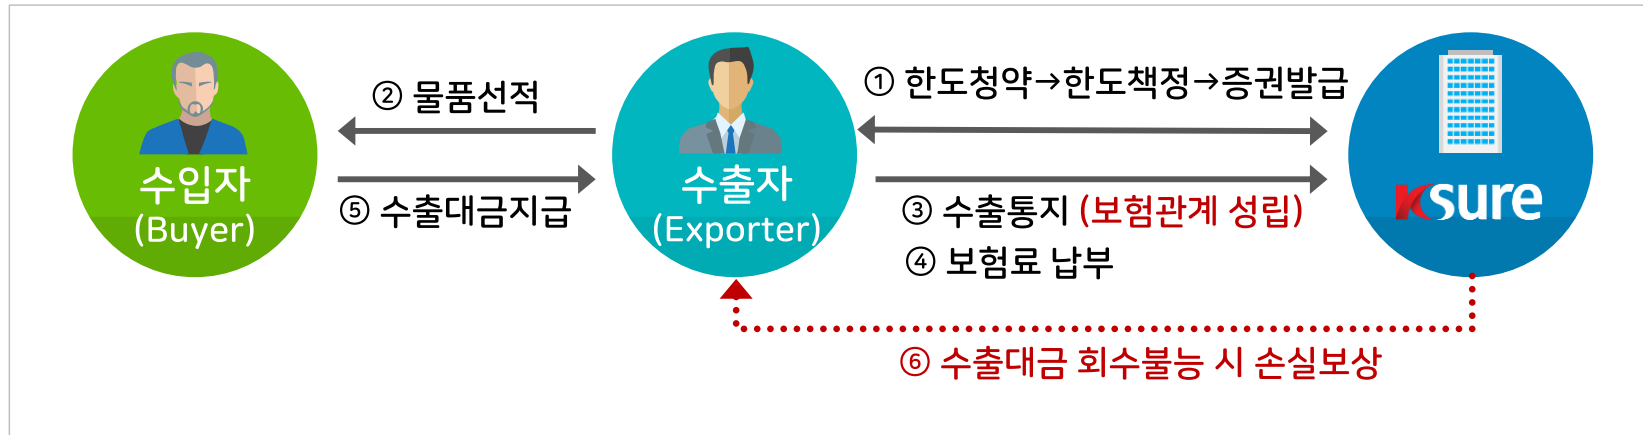 ① 한도청약→한도책정→증권발급
② 물품선적
수입자
(Buyer)
수출자
(Exporter)
ksure
⑤ 수출대금지급
③ 수출통지 (보험관계 성립)
④ 보험료 납부
⑥ 수출대금 회수불능 시 손실보상